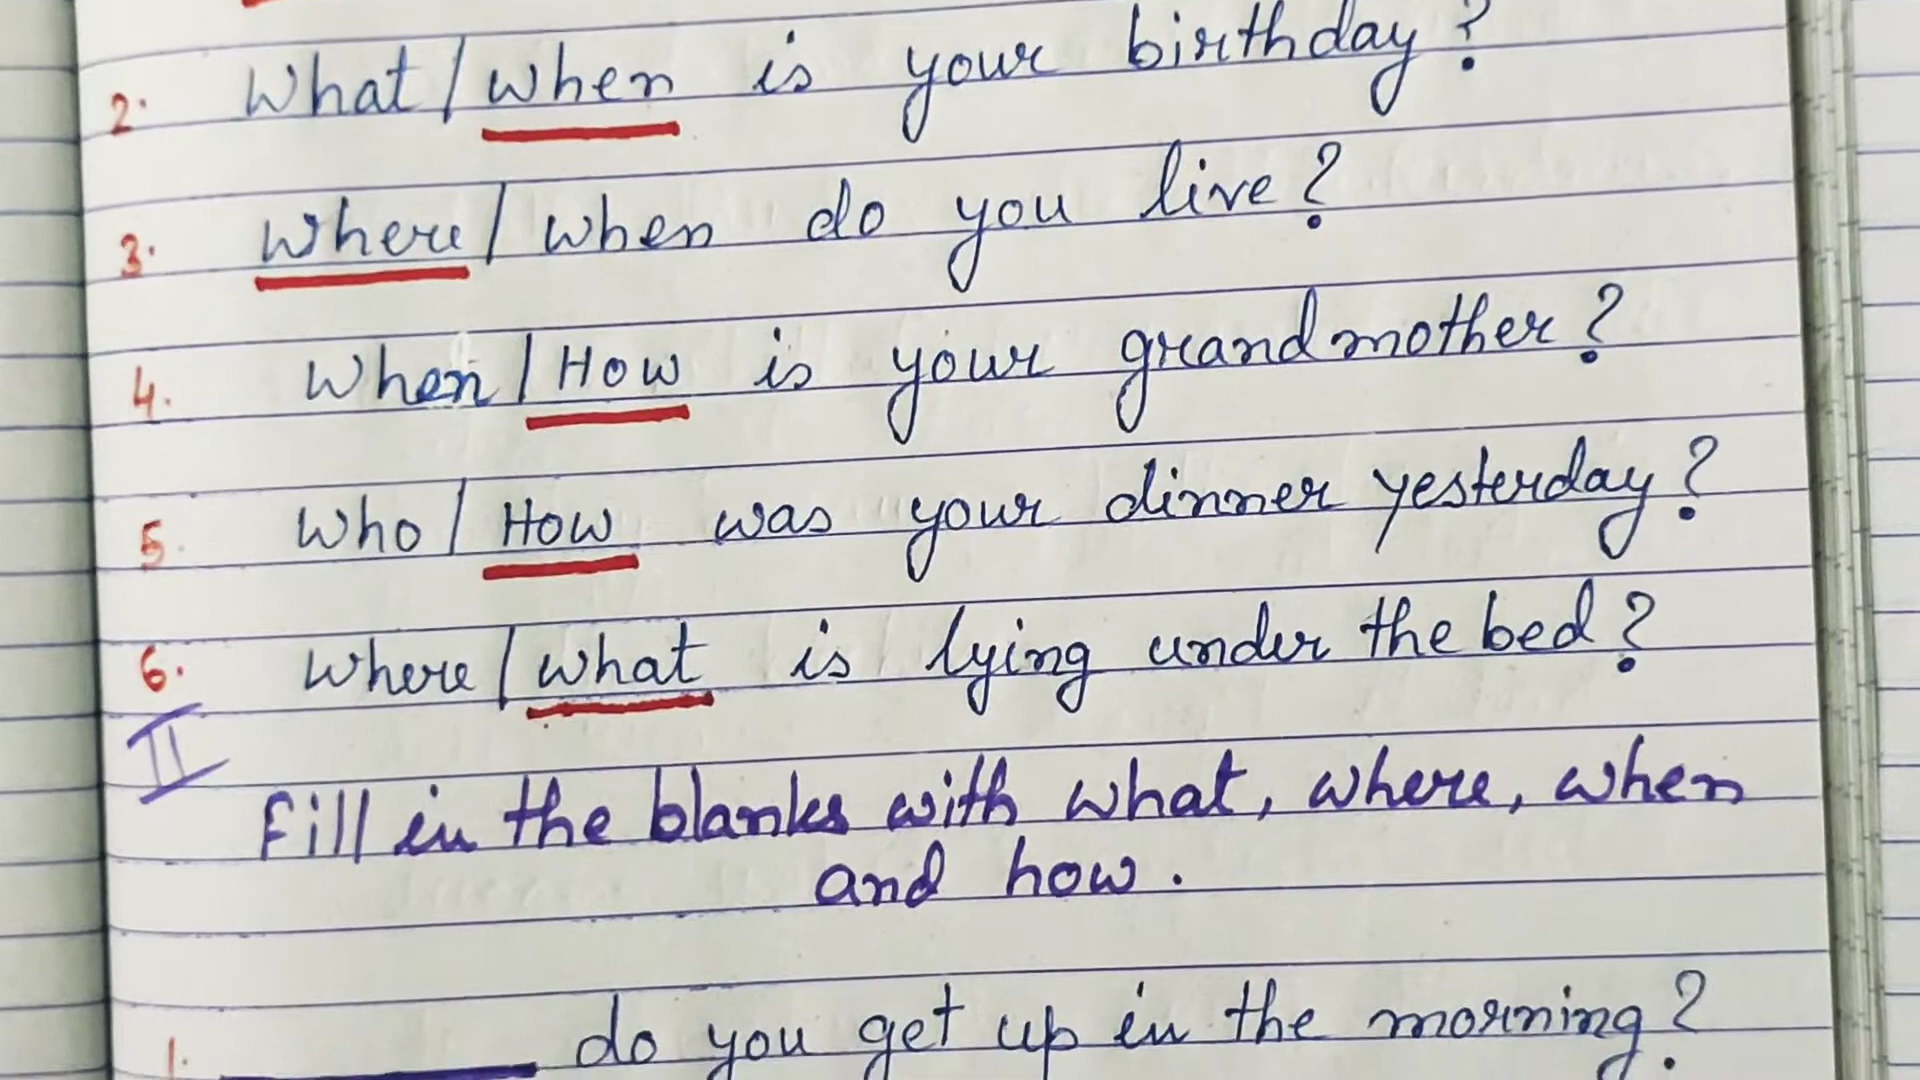 2. What / When is your birthday?
3. Where / when do you live?
4. When / How is your grandmother?
5. Who / How was your dinner yesterday?
6. Where / what is lying under the bed?
II
Fill in the blanks with what, where, when
and how.
1. ______ do you get up in the morning?